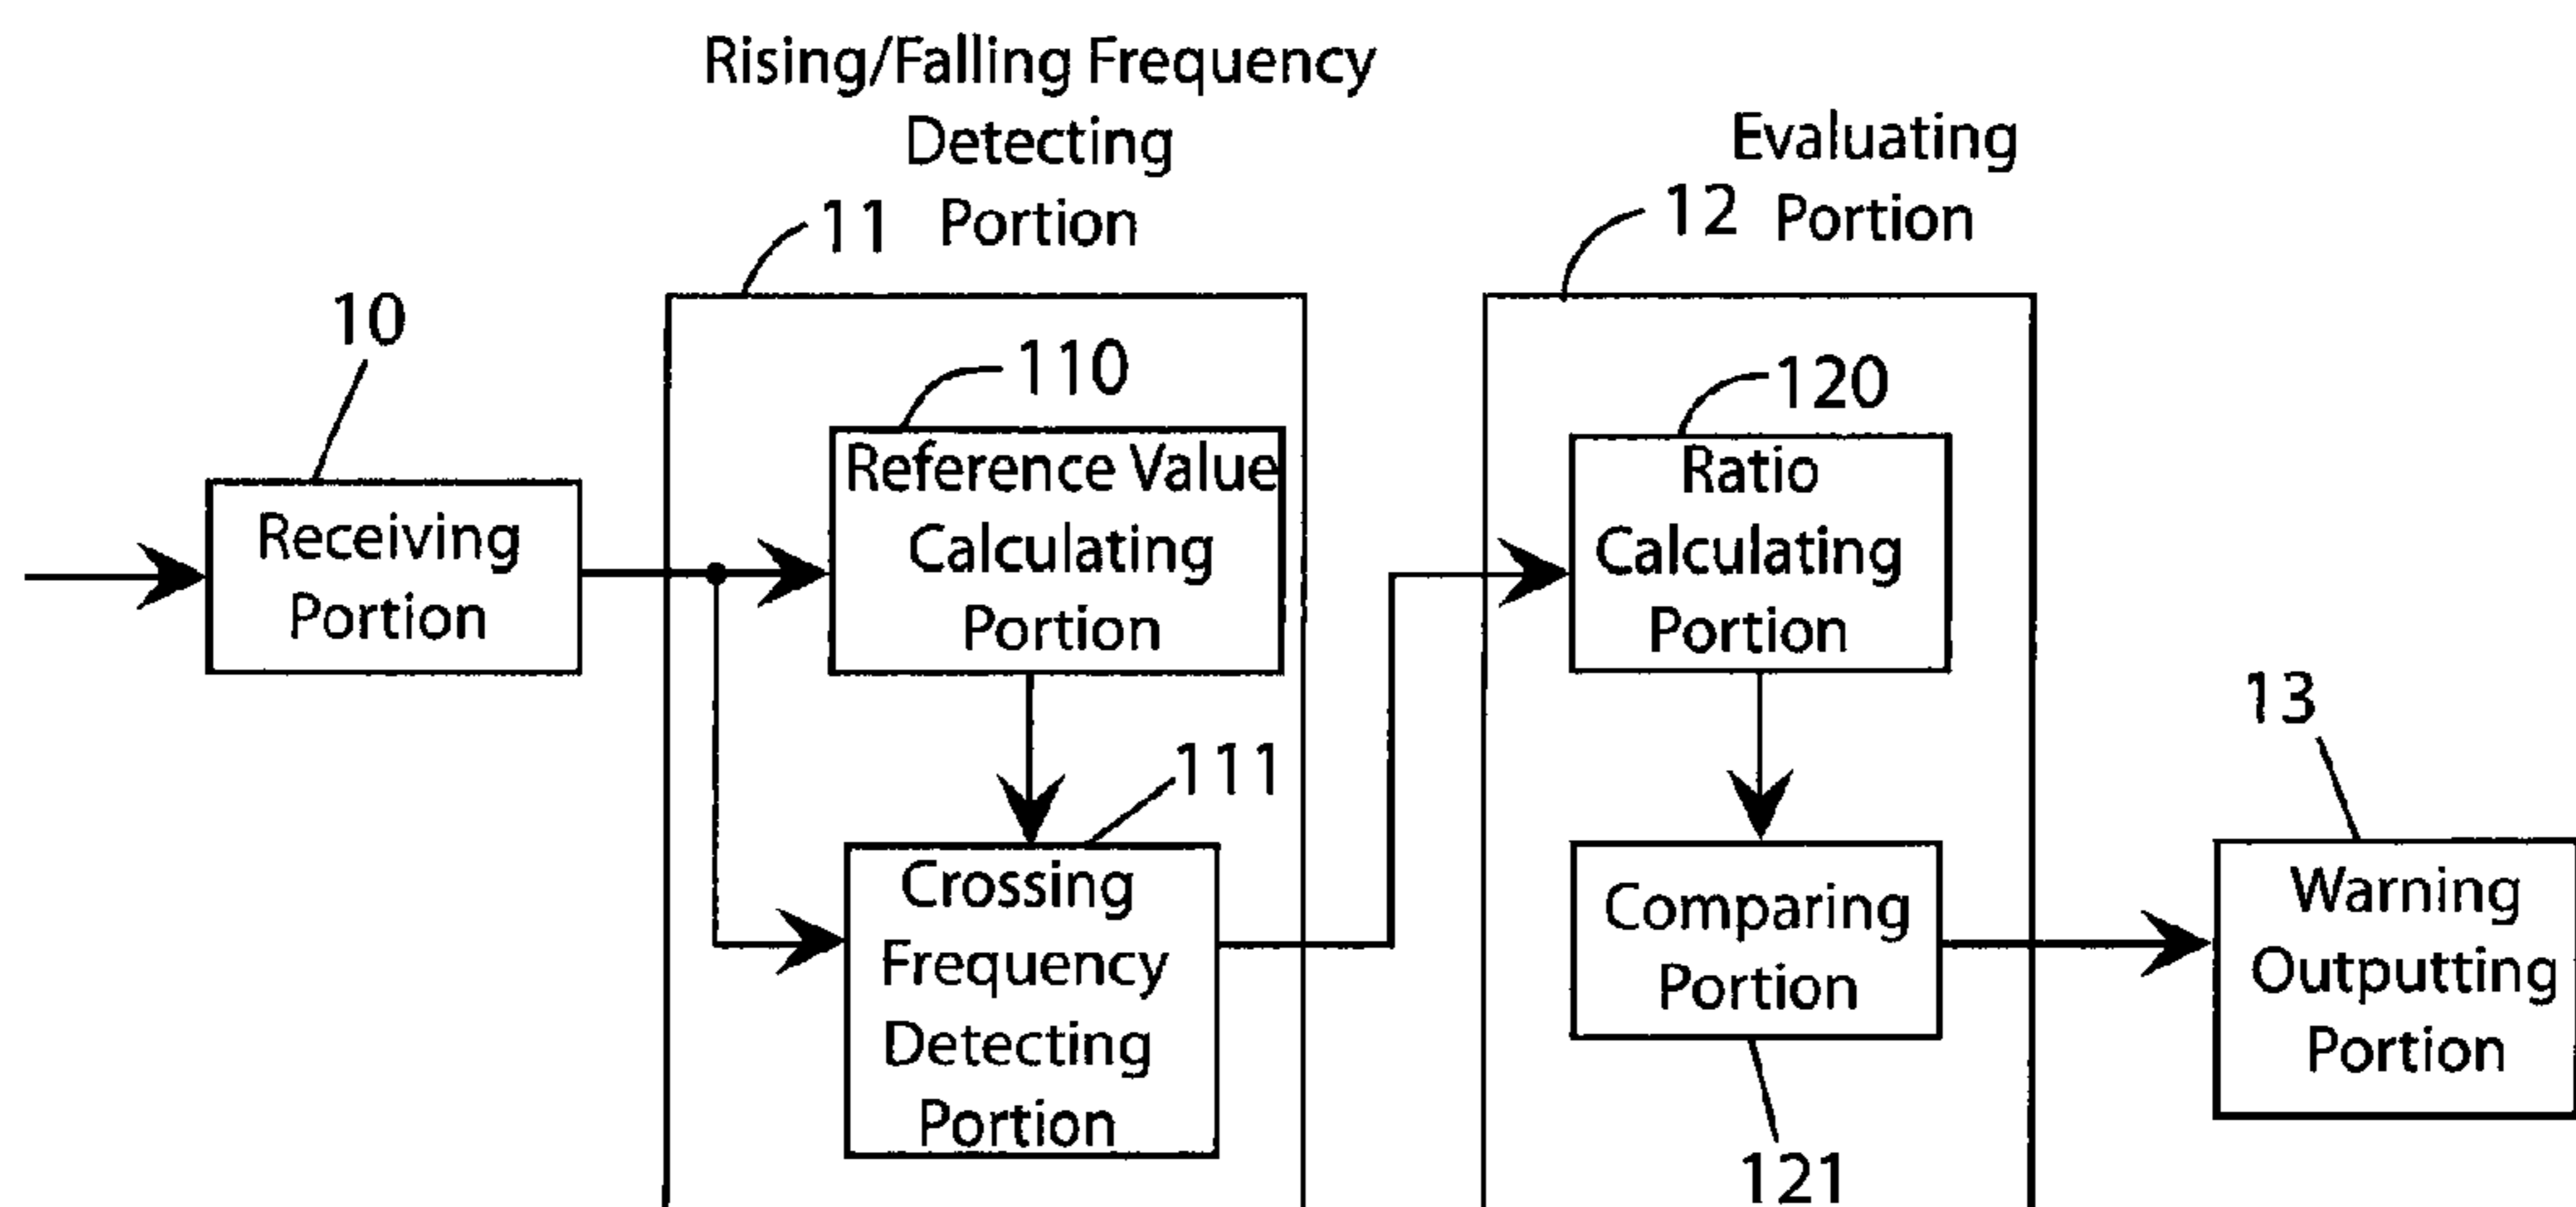 Rising/Falling Frequency
Detecting
11 Portion
Evaluating
12 Portion
10
Receiving
Portion
110
Reference Value
Calculating
Portion
111
Crossing
Frequency
Detecting
Portion
120
Ratio
Calculating
Portion
Comparing
Portion
121
13
Warning
Outputting
Portion